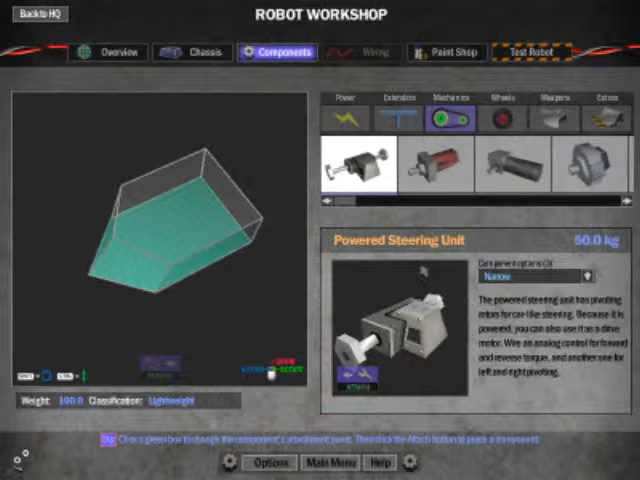 Back to HQ
ROBOT WORKSHOP
Overview
Chassis
Components
Wiring
Paint Shop
Test Robot
Power
Extenders
Mechanics
Wheels
Weapons
Extras
Powered Steering Unit
50.0 kg
Component options (3):
Narrow
The powered steering unit has pivoting
rotors for car-like steering. Because it is
powered, you can also use it as a drive
motor. Wire an analog control for forward
and reverse torque, and another one for
left and right pivoting.
ATTACH
Weight: 100.0 Classification: Lightweight
Click a green box to change the component's attachment point. Then click the Attach button to place a component.
Options
Main Menu
Help